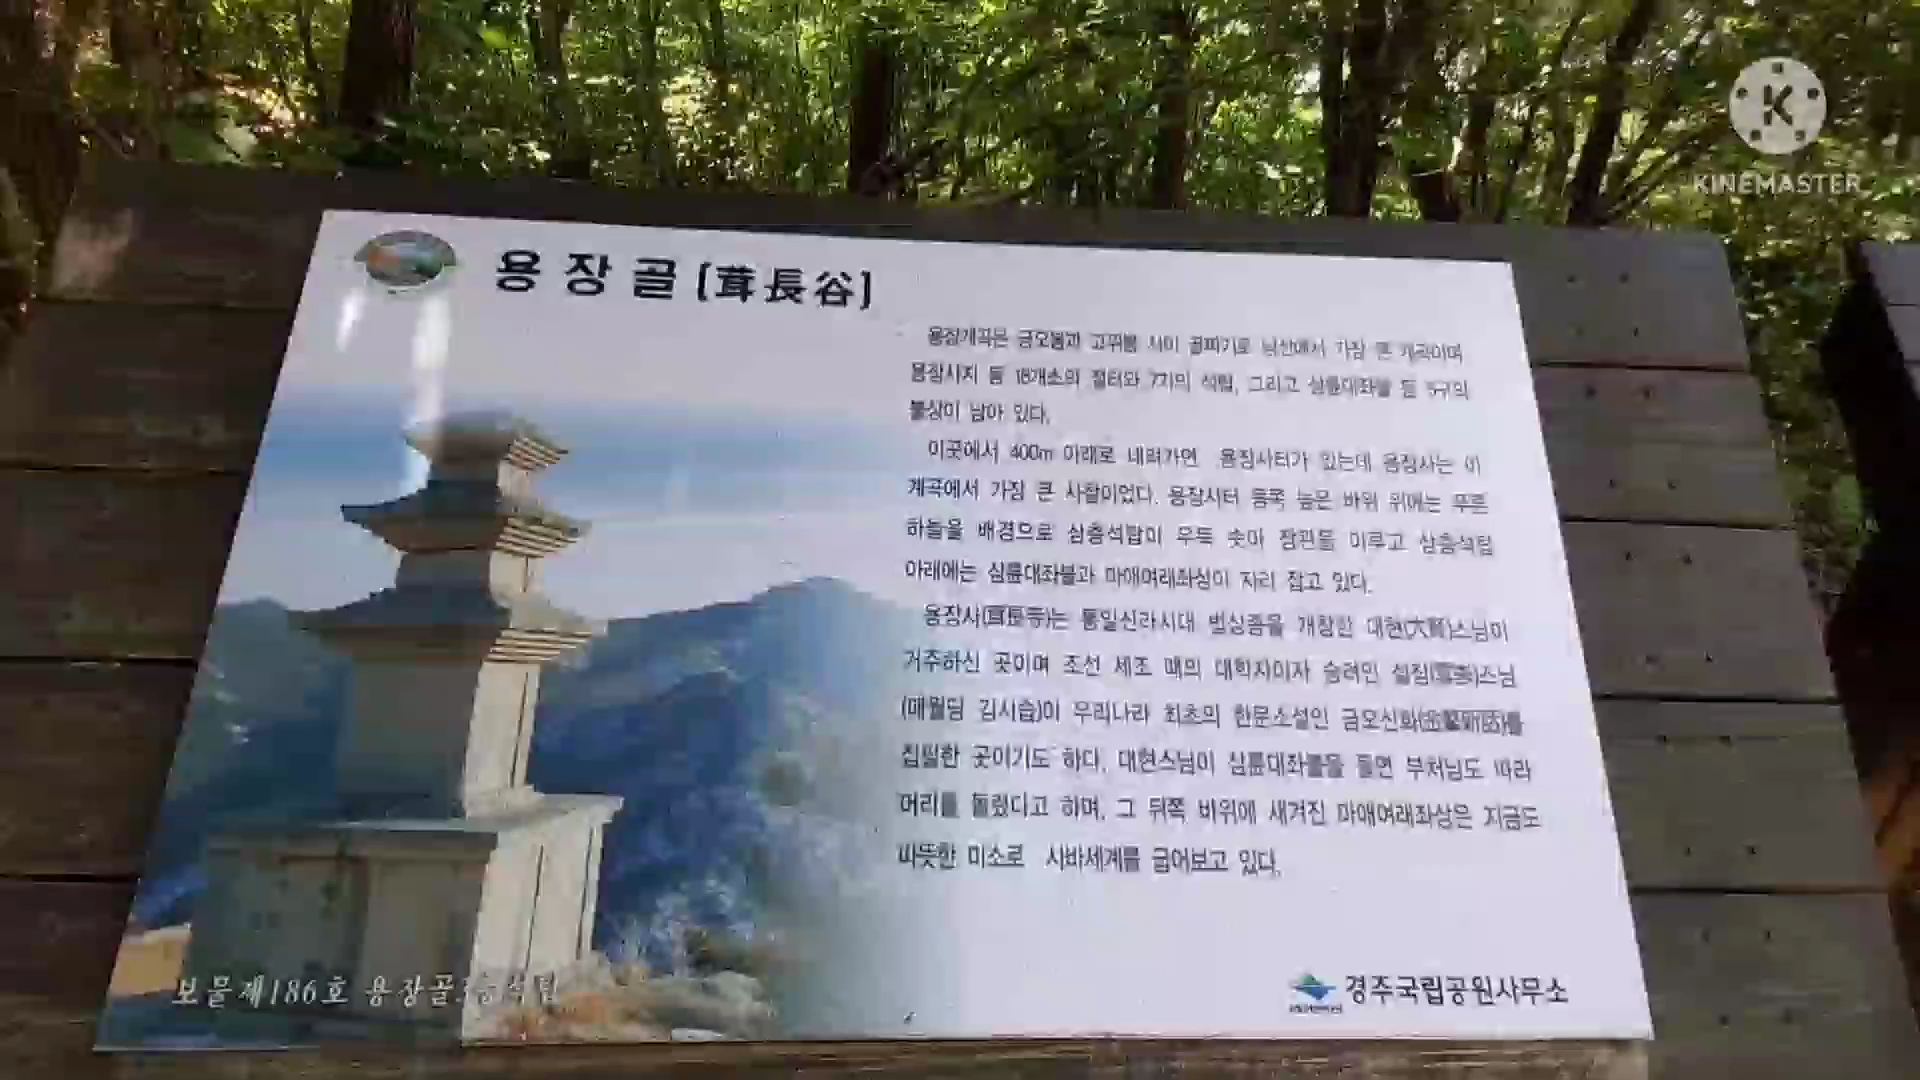 KINEMASTER
용장골 [茸長谷]
용장계곡은 금오봉과 고위봉 사이 골짜기로 남산에서 가장 큰 계곡이며
용장사지 등 18개소의 절터와 7기의 석탑, 그리고 삼륜대좌불 등 5구의
불상이 남아 있다.
이곳에서 400m 아래로 내려가면 용장사터가 있는데 용장사는 이
계곡에서 가장 큰 사찰이었다. 용장사터 동쪽 높은 바위 위에는 푸른
하늘을 배경으로 삼층석탑이 우뚝 솟아 장관을 이루고 삼층석탑
아래에는 삼륜대좌불과 마애여래좌상이 자리 잡고 있다.
용장사(茸長寺)는 통일신라시대 법상종을 개창한 대현(大賢)스님이
거주하신 곳이며 조선 세조 때의 대학자이자 승려인 설잠스님
(매월당 김시습)이 우리나라 최초의 한문소설인 금오신화(金鰲新話)를
집필한 곳이기도 하다. 대현스님이 삼륜대좌불을 돌면 부처님도 따라
머리를 돌렸다고 하며, 그 뒤쪽 바위에 새겨진 마애여래좌상은 지금도
따뜻한 미소로 사바세계를 굽어보고 있다.
보물제186호 용장골3층석탑
경주국립공원사무소